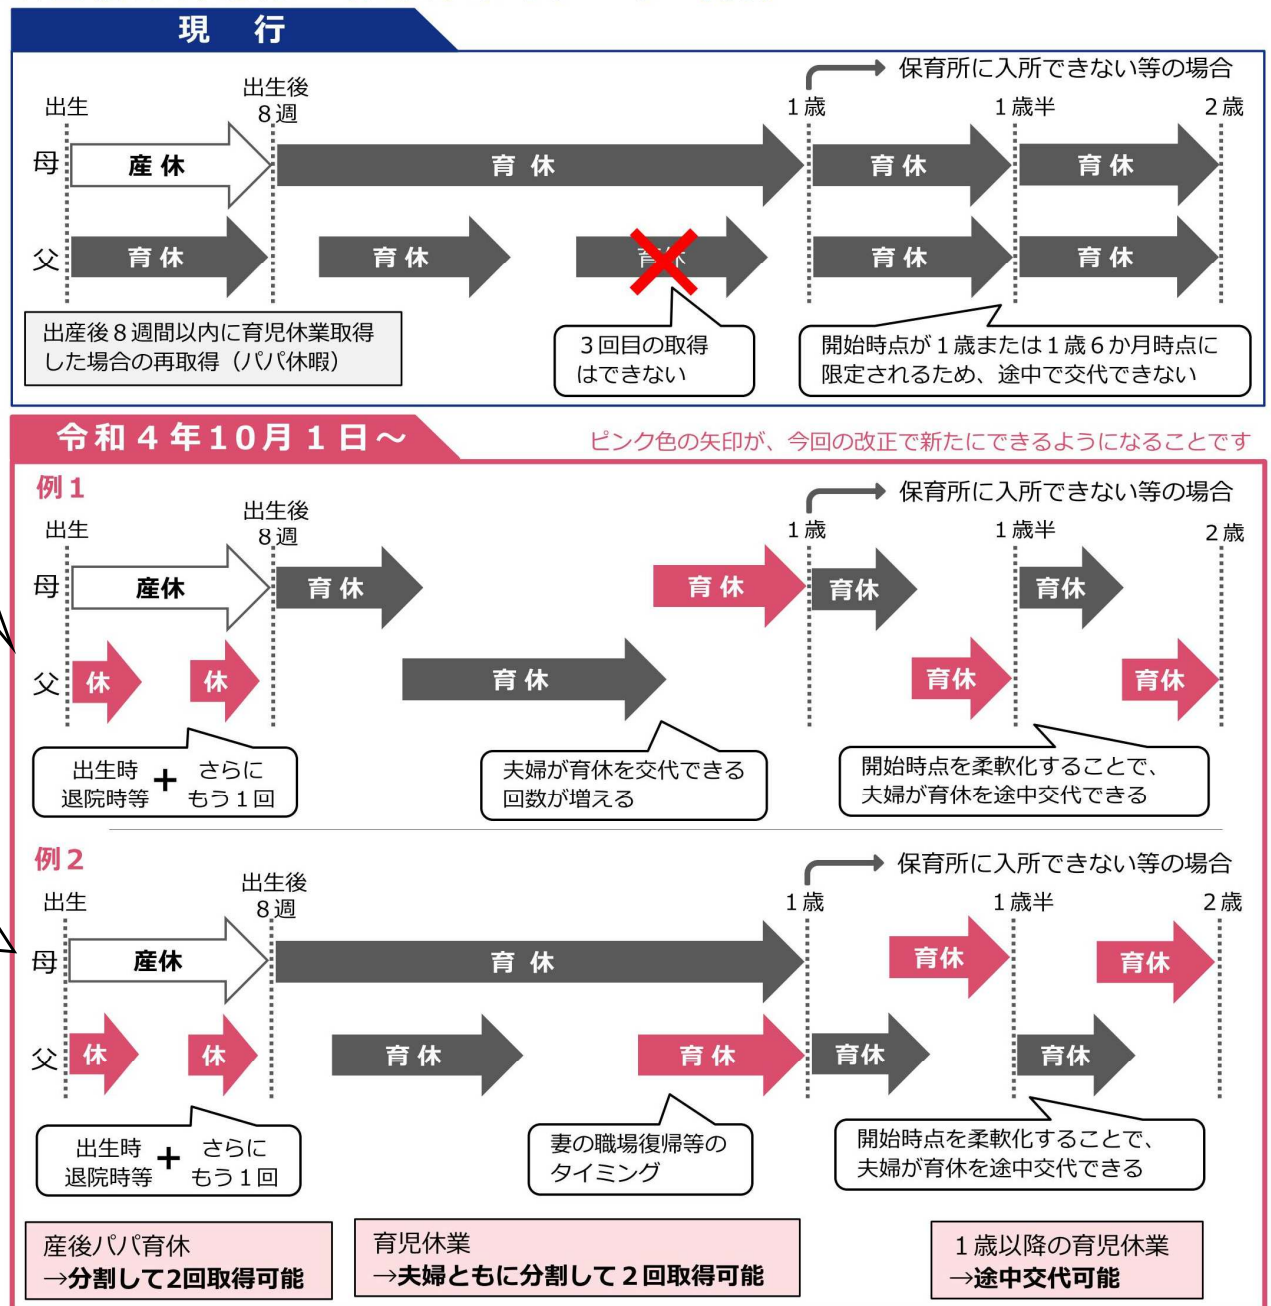 現 行
保育所に入所できない等の場合
出生
出生後
８週
１歳
１歳半
２歳
母
産 休
育 休
育 休
育 休
父
育 休
育 休
育休
育 休
育 休
出産後８週間以内に育児休業取得
した場合の再取得（パパ休暇）
３回目の取得
はできない
開始時点が１歳または１歳６か月時点に
限定されるため、途中で交代できない
令和４年10月１日～
ピンク色の矢印が、今回の改正で新たにできるようになることです
例１
保育所に入所できない等の場合
出生
出生後
８週
１歳
１歳半
２歳
母
産休
育 休
育 休
育休
育休
父
休
休
育 休
育休
育休
出生時
退院時等
＋
さらに
もう１回
夫婦が育休を交代できる
回数が増える
開始時点を柔軟化することで、
夫婦が育休を途中交代できる
例２
保育所に入所できない等の場合
出生
出生後
８週
１歳
１歳半
２歳
母
産休
育 休
育休
育休
父
休
休
育 休
育 休
育休
育休
出生時
退院時等
＋
さらに
もう１回
妻の職場復帰等の
タイミング
開始時点を柔軟化することで、
夫婦が育休を途中交代できる
産後パパ育休
→分割して2回取得可能
育児休業
→夫婦ともに分割して２回取得可能
１歳以降の育児休業
→途中交代可能